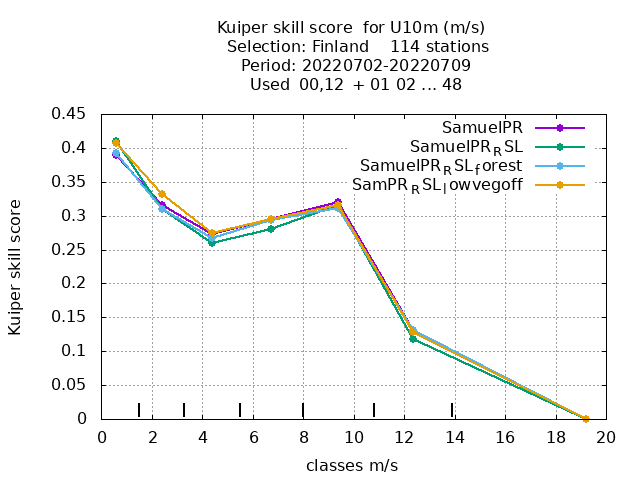 Kuiper skill score for U10m (m/s)
Selection: Finland 114 stations
Period: 20220702-20220709
Used 00,12 + 01 02 ... 48
SamuelPR
SamuelPR_RSL
SamuelPR_RSL_forest
SamPR_RSL_lowvegoff
0.45
0.4
0.35
0.3
0.25
0.2
0.15
0.1
0.05
0
Kuiper skill score
0 2 4 6 8 10 12 14 16 18 20
classes m/s